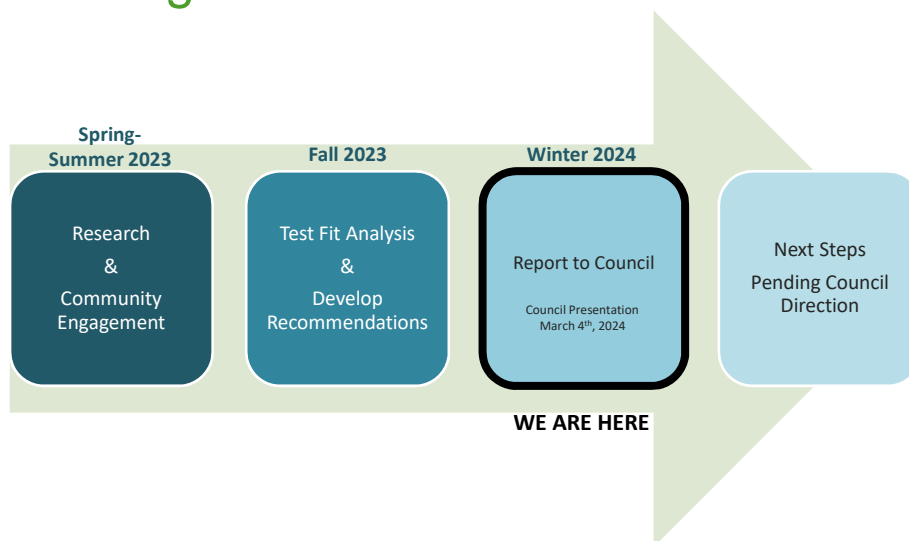 Spring-
Summer 2023
Fall 2023
Winter 2024
Research
&
Community
Engagement
Test Fit Analysis
&
Develop
Recommendations
Report to Council
Council Presentation
March 4th, 2024
Next Steps
Pending Council
Direction
WE ARE HERE